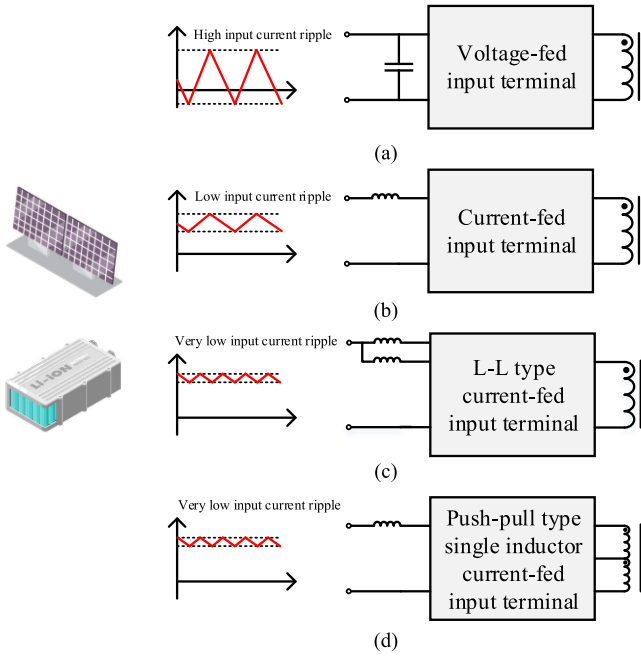 High input current ripple
Voltage-fed
input terminal
(a)
Low input current ripple
Current-fed
input terminal
(b)
Very low input current ripple
Li-iON
L-L type
current-fed
input terminal
(c)
Very low input current ripple
Push-pull type
single inductor
current-fed
input terminal
(d)